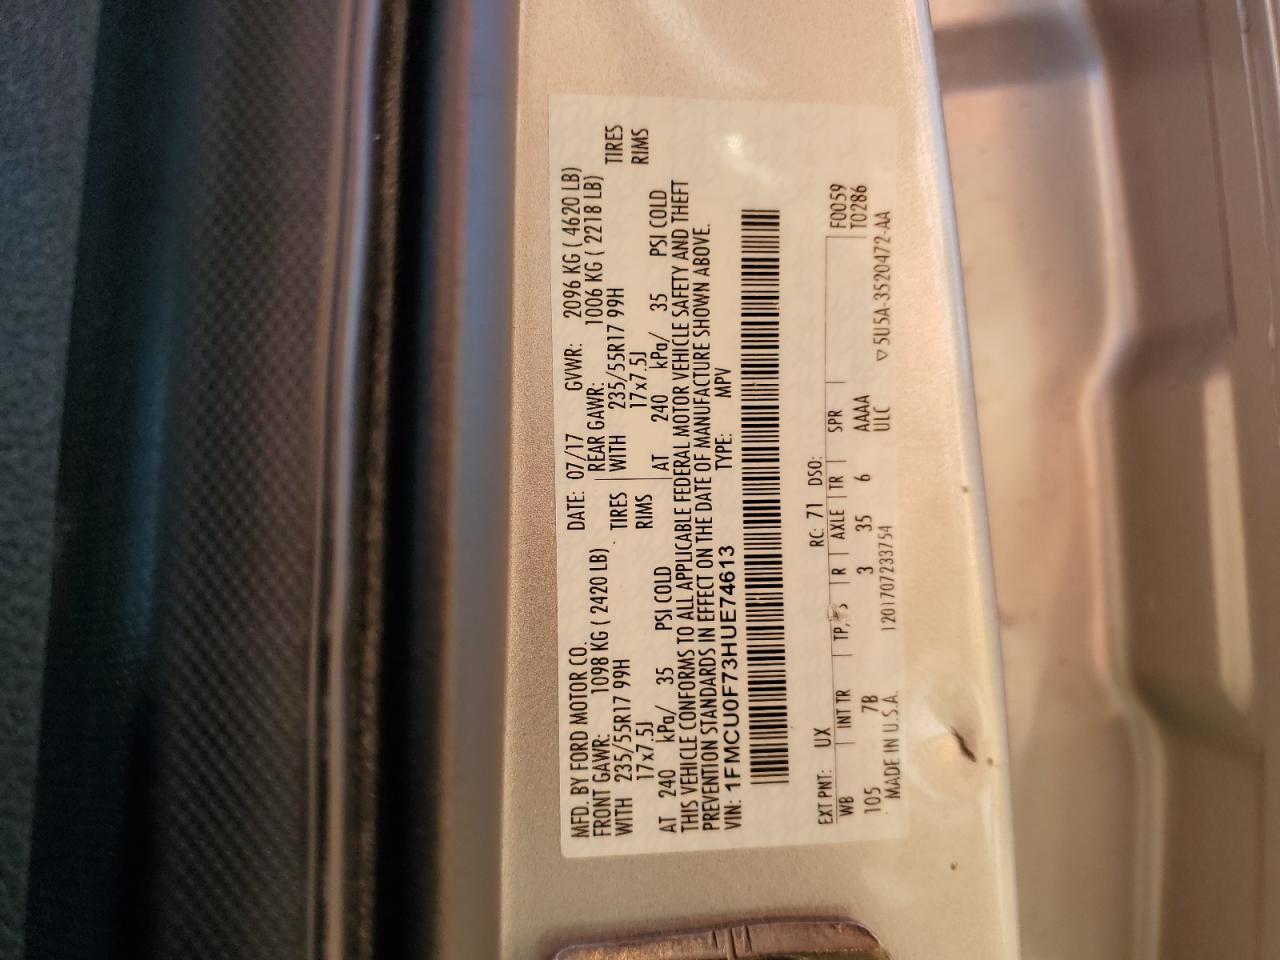 MFD. BY FORD MOTOR CO. DATE: 07/17 GVWR: 2096 KG ( 4620 LB)
FRONT GAWR: 1098 KG ( 2420 LB) REAR GAWR: 1006 KG ( 2218 LB)
WITH 235/55R17 99H TIRES WITH 235/55R17 99H TIRES
17x7.5J RIMS 17x7.5J RIMS
AT 240 kPa/ 35 PSI COLD AT 240 kPa/ 35 PSI COLD
THIS VEHICLE CONFORMS TO ALL APPLICABLE FEDERAL MOTOR VEHICLE SAFETY AND THEFT
PREVENTION STANDARDS IN EFFECT ON THE DATE OF MANUFACTURE SHOWN ABOVE.
VIN: 1FMCU0F73HUE74613 TYPE: MPV
EXT PNT: UX RC: 71 DSO: F0059
WB INT TR TP/PS R AXLE TR SPR T0286
105 7B 3 35 6 AAAA
MADE IN U.S.A. 1201707233754 ULC ▽5U5A-3520472-AA